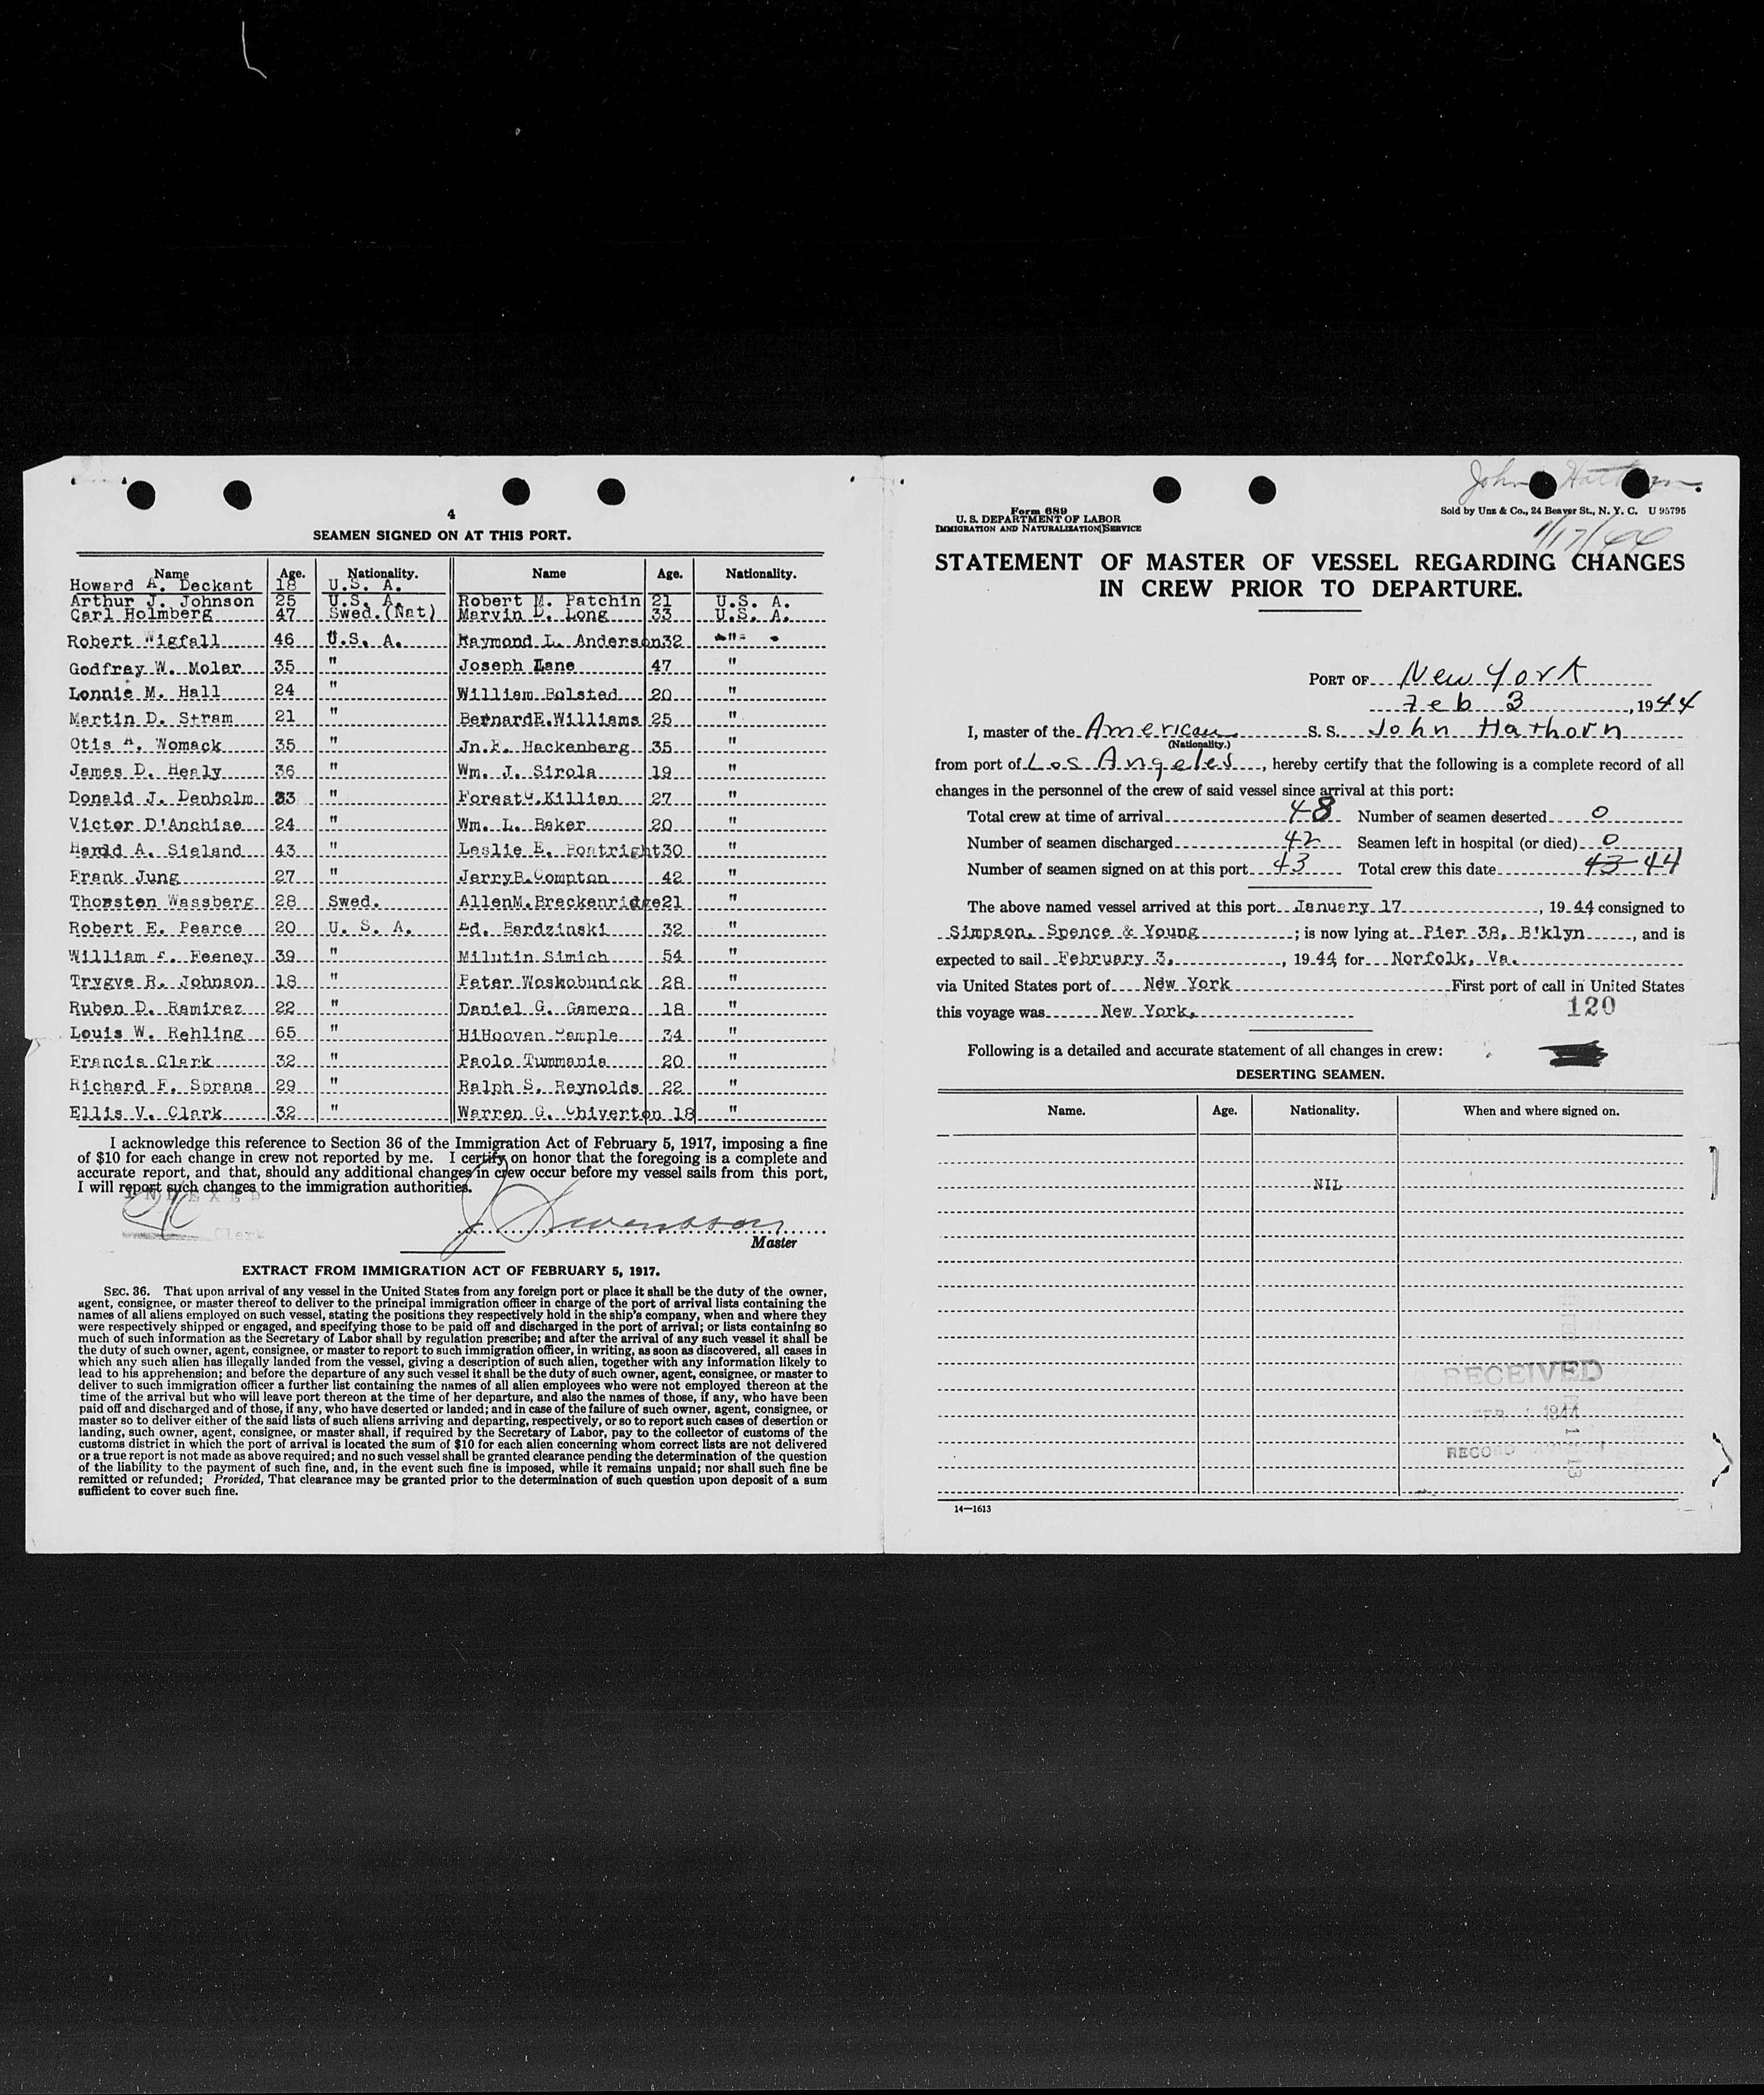 4
SEAMEN SIGNED ON AT THIS PORT.
Name Age. Nationality. Name Age. Nationality.
Howard A. Deckant 18 U.S. A.
Arthur J. Johnson 25 U.S. A. Robert M. Patchin 21 U.S. A.
Carl Holmberg 47 Swed.(Nat) Marvin D. Long 33 U.S. A.
Robert Wigfall 46 U.S. A. Raymond L. Anderson 32 "
Godfrey W. Moler 35 " Joseph Lane 47 "
Lonnie M. Hall 24 " William Bolsted 20 "
Martin D. Stram 21 " Bernard E. Williams 25 "
Otis A. Womack 35 " Jn. F. Hackenberg 35 "
James D. Healy 36 " Wm. J. Sirola 19 "
Donald J. Denholm 33 " Forest G. Killian 27 "
Victor D'Anchise 24 " Wm. L. Baker 20 "
Harold A. Sieland 43 " Leslie E. Boatright 30 "
Frank Jung 27 " Jerry B. Compton 42 "
Thorsten Wassberg 28 Swed. Allen M. Breckenridge 21 "
Robert E. Pearce 20 U. S. A. Ed. Bardzinski 32 "
William F. Feeney 39 " Milutin Simich 54 "
Trygve R. Johnson 18 " Peter Woskobunick 28 "
Ruben D. Ramirez 22 " Daniel G. Gamero 18 "
Louis W. Rehling 65 " HiHooven Sample 34 "
Francis Clark 32 " Paolo Tummania 20 "
Richard F. Sbrana 29 " Ralph S. Reynolds 22 "
Ellis V. Clark 32 " Warren G. Chiverton 18 "
I acknowledge this reference to Section 36 of the Immigration Act of February 5, 1917, imposing a fine
of $10 for each change in crew not reported by me. I certify on honor that the foregoing is a complete and
accurate report, and that, should any additional changes in crew occur before my vessel sails from this port,
I will report such changes to the immigration authorities.
INDEXED
Clerk
J. Swensson
Master
EXTRACT FROM IMMIGRATION ACT OF FEBRUARY 5, 1917.
SEC. 36. That upon arrival of any vessel in the United States from any foreign port or place it shall be the duty of the owner,
agent, consignee, or master thereof to deliver to the principal immigration officer in charge of the port of arrival lists containing the
names of all aliens employed on such vessel, stating the positions they respectively hold in the ship's company, when and where they
were respectively shipped or engaged, and specifying those to be paid off and discharged in the port of arrival; or lists containing so
much of such information as the Secretary of Labor shall by regulation prescribe; and after the arrival of any such vessel it shall be
the duty of such owner, agent, consignee, or master to report to such immigration officer, in writing, as soon as discovered, all cases in
which any such alien has illegally landed from the vessel, giving a description of such alien, together with any information likely to
lead to his apprehension; and before the departure of any such vessel it shall be the duty of such owner, agent, consignee, or master to
deliver to such immigration officer a further list containing the names of all alien employees who were not employed thereon at the
time of the arrival but who will leave port thereon at the time of her departure, and also the names of those, if any, who have been
paid off and discharged and of those, if any, who have deserted or landed; and in case of the failure of such owner, agent, consignee, or
master so to deliver either of the said lists of such aliens arriving and departing, respectively, or so to report such cases of desertion or
landing, such owner, agent, consignee, or master shall, if required by the Secretary of Labor, pay to the collector of customs of the
customs district in which the port of arrival is located the sum of $10 for each alien concerning whom correct lists are not delivered
or a true report is not made as above required; and no such vessel shall be granted clearance pending the determination of the question
of the liability to the payment of such fine, and, in the event such fine is imposed, while it remains unpaid; nor shall such fine be
remitted or refunded; Provided, That clearance may be granted prior to the determination of such question upon deposit of a sum
sufficient to cover such fine.
John Hathorn.
Form 689
U. S. DEPARTMENT OF LABOR
IMMIGRATION AND NATURALIZATION SERVICE
Sold by Unz & Co., 24 Beaver St., N. Y. C. U 95795
1/17/44
STATEMENT OF MASTER OF VESSEL REGARDING CHANGES
IN CREW PRIOR TO DEPARTURE.
PORT OF New York
Feb 3, 1944
I, master of the American S. S. John Hathorn
(Nationality.)
from port of Los Angeles, hereby certify that the following is a complete record of all
changes in the personnel of the crew of said vessel since arrival at this port:
Total crew at time of arrival 48 Number of seamen deserted 0
Number of seamen discharged 42 Seamen left in hospital (or died) 0
Number of seamen signed on at this port 43 Total crew this date 43 44
The above named vessel arrived at this port January 17, 1944 consigned to
Simpson, Spence & Young; is now lying at Pier 38, B'klyn, and is
expected to sail February 3, 1944 for Norfolk, Va.
via United States port of New York First port of call in United States
this voyage was New York.
120
Following is a detailed and accurate statement of all changes in crew:
DESERTING SEAMEN.
Name. Age. Nationality. When and where signed on.
NIL
RECEIVED
1944
RECORD
14—1613